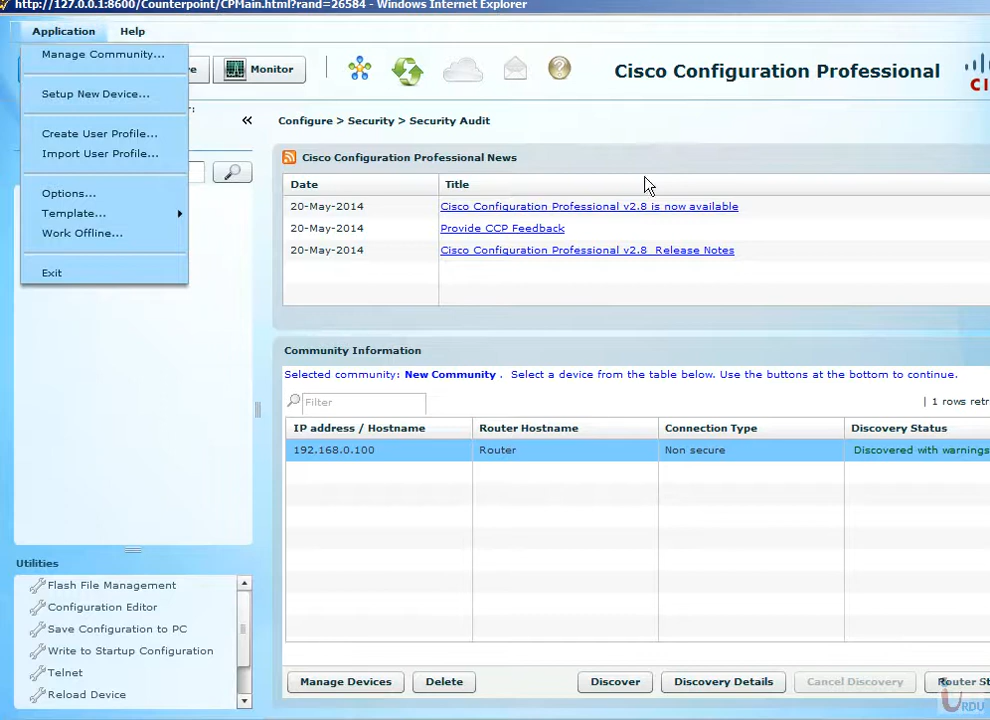 http://127.0.0.1:8600/Counterpoint/CPMain.html?rand=26584 - Windows Internet Explorer
Application Help
Manage Community...
Setup New Device...
Create User Profile...
Import User Profile...
Options...
Template...
Work Offline...
Exit
Monitor
Cisco Configuration Professional
«
Configure > Security > Security Audit
Cisco Configuration Professional News
Date Title
20-May-2014 Cisco Configuration Professional v2.8 is now available
20-May-2014 Provide CCP Feedback
20-May-2014 Cisco Configuration Professional v2.8 Release Notes
Community Information
Selected community: New Community . Select a device from the table below. Use the buttons at the bottom to continue.
Filter
1 rows retr
IP address / Hostname Router Hostname Connection Type Discovery Status
192.168.0.100 Router Non secure Discovered with warnings
Utilities
Flash File Management
Configuration Editor
Save Configuration to PC
Write to Startup Configuration
Telnet
Reload Device
Manage Devices Delete Discover Discovery Details Cancel Discovery Router St
URDU